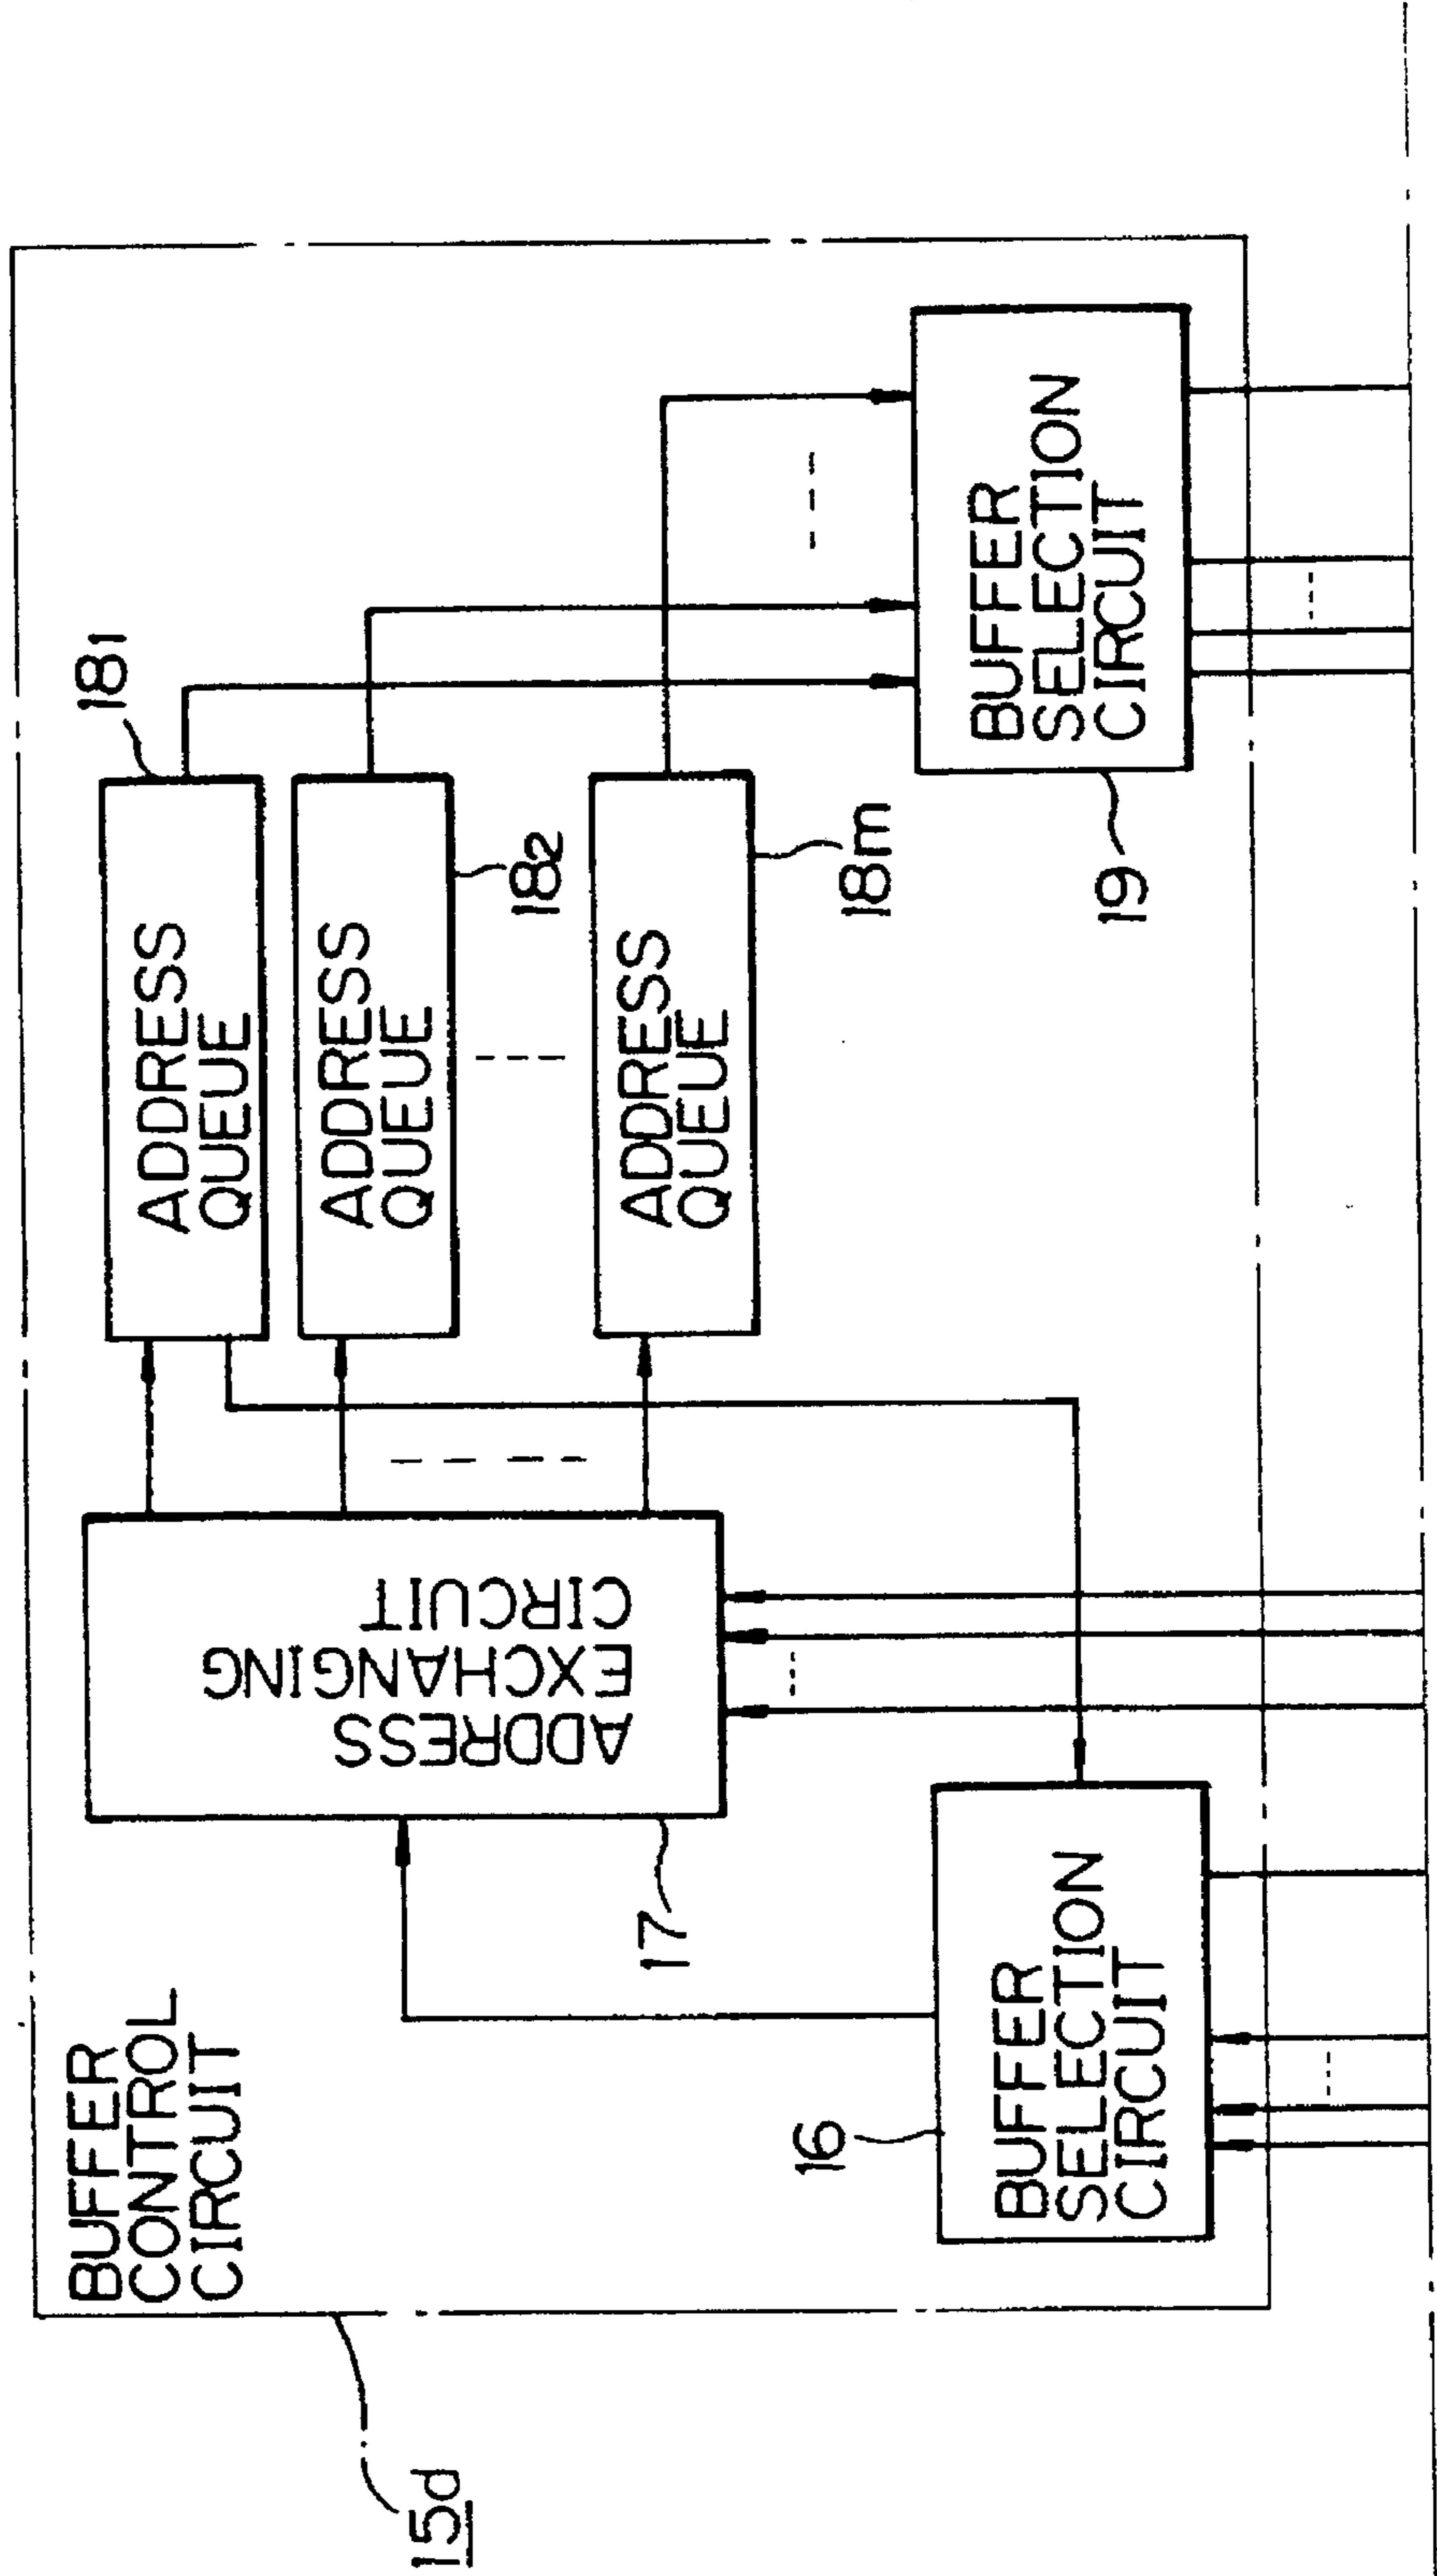 BUFFER
CONTROL
CIRCUIT
15d
ADDRESS
EXCHANGING
CIRCUIT
17
ADDRESS
QUEUE
181
ADDRESS
QUEUE
182
ADDRESS
QUEUE
18m
BUFFER
SELECTION
CIRCUIT
16
BUFFER
SELECTION
CIRCUIT
19